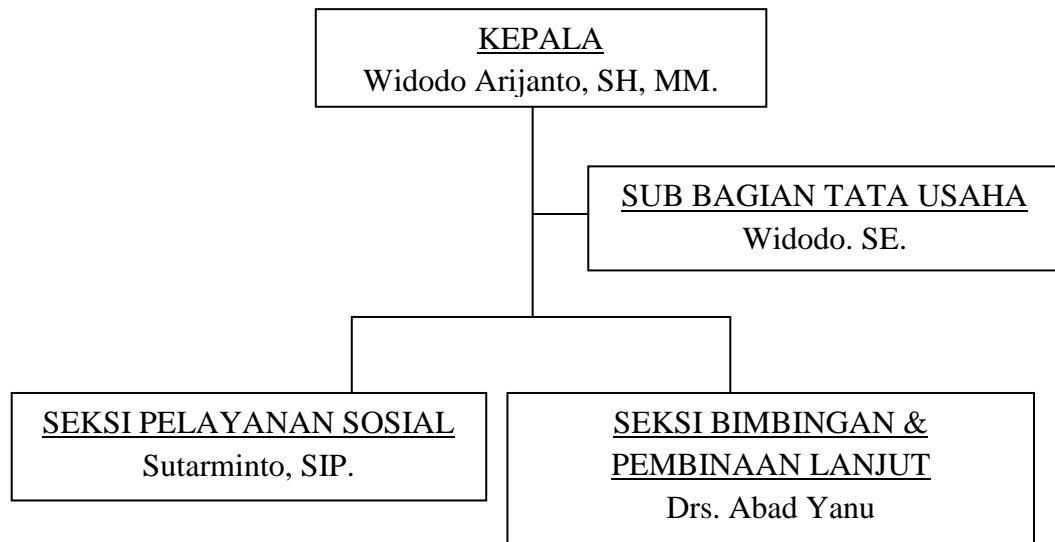 KEPALA
Widodo Arijanto, SH, MM.
SUB BAGIAN TATA USAHA
Widodo. SE.
SEKSI PELAYANAN SOSIAL
Sutarminto, SIP.
SEKSI BIMBINGAN &
PEMBINAAN LANJUT
Drs. Abad Yanu